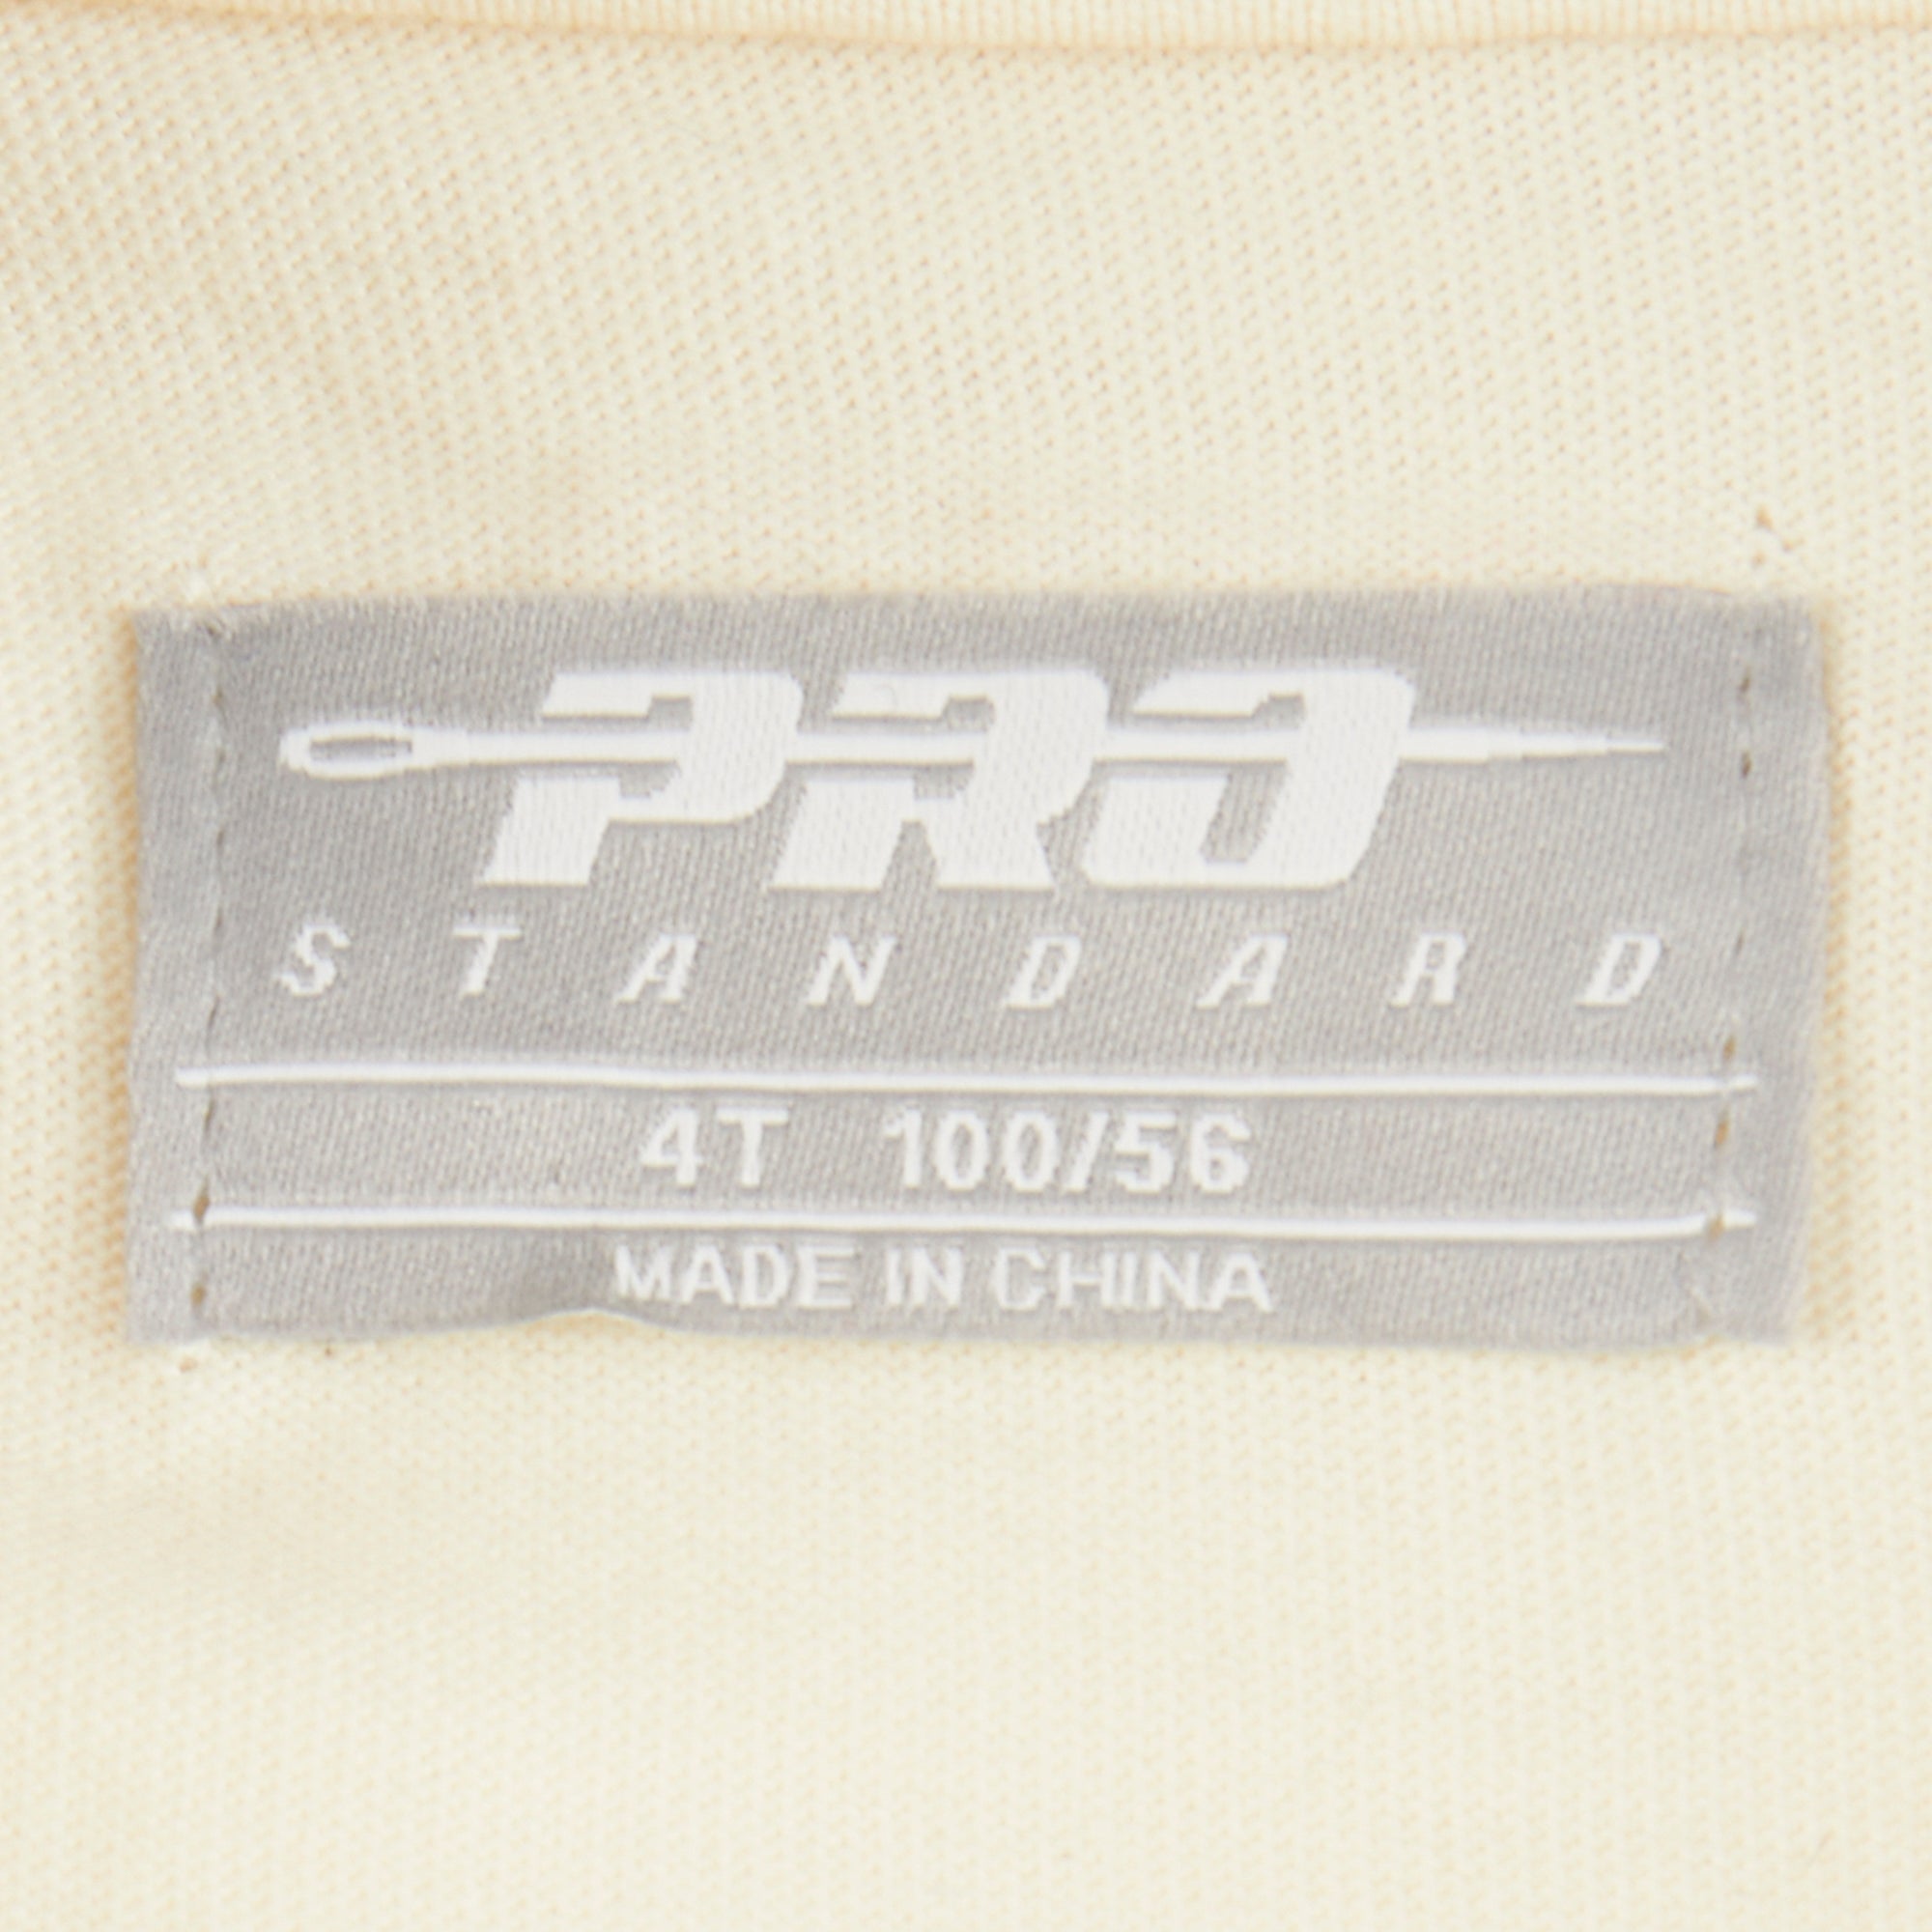 PRO
STANDARD
4T 100/56
MADE IN CHINA